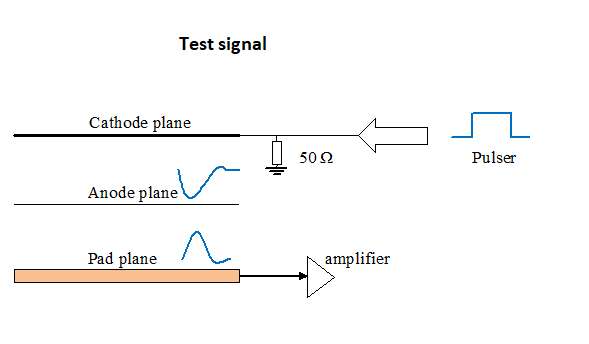 Test signal
Cathode plane
50 Ω
Pulser
Anode plane
Pad plane
amplifier